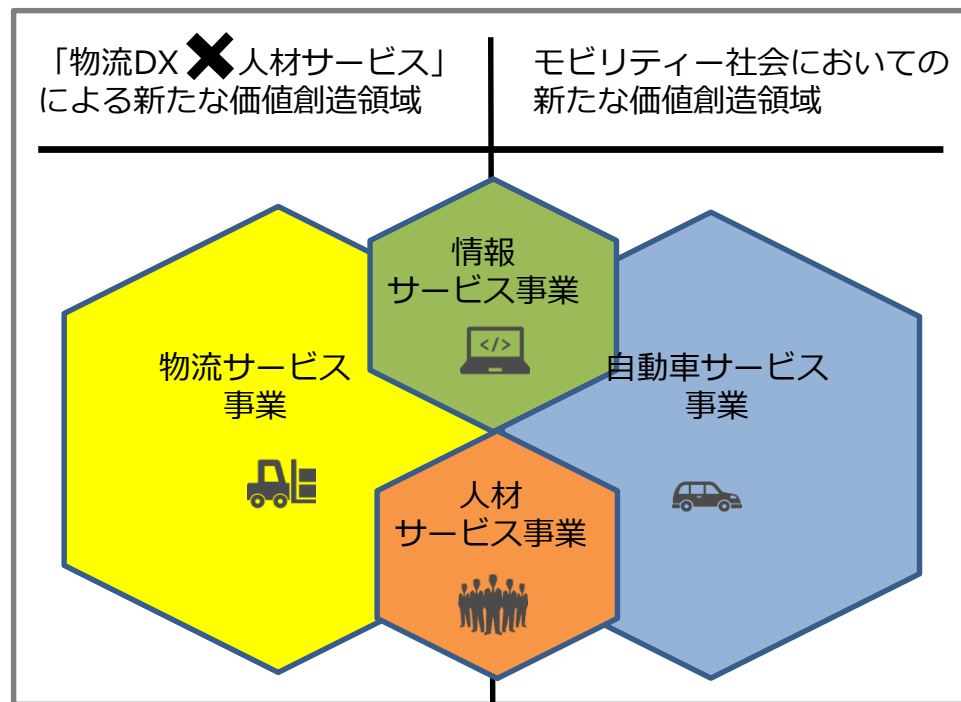 「物流DX✖人材サービス」
による新たな価値創造領域
モビリティー社会においての
新たな価値創造領域
情報
サービス事業
</>
物流サービス
事業
自動車サービス
事業
人材
サービス事業